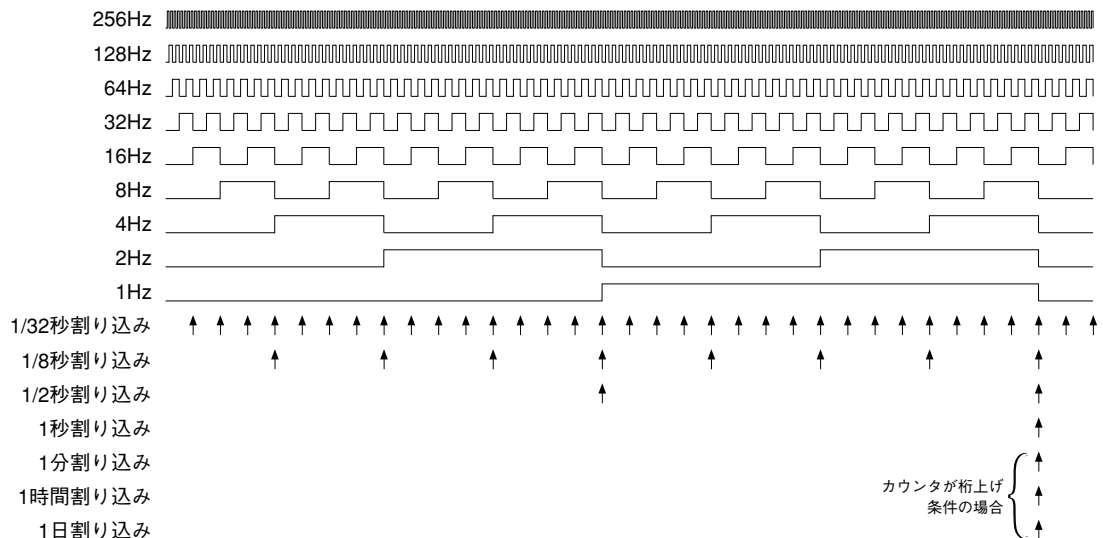 256Hz
128Hz
64Hz
32Hz
16Hz
8Hz
4Hz
2Hz
1Hz
1/32秒割り込み
1/8秒割り込み
1/2秒割り込み
1秒割り込み
1分割り込み
1時間割り込み
1日割り込み
カウンタが桁上げ
条件の場合